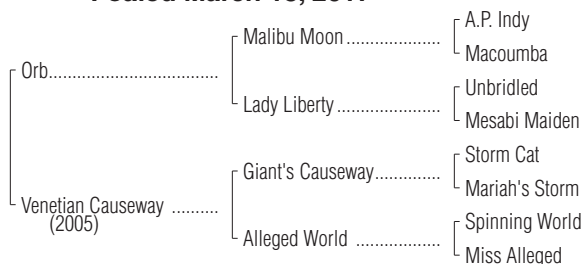 Foaled March
A.P. Indy
Malibu Moon ....................
Macoumba
Orb....................................
Unbridled
Lady Liberty ......................
Mesabi Maiden
Storm Cat
Giant's Causeway..............
Mariah's Storm
Venetian Causeway ..........
(2005)
Spinning World
Alleged World ..................
Miss Alleged